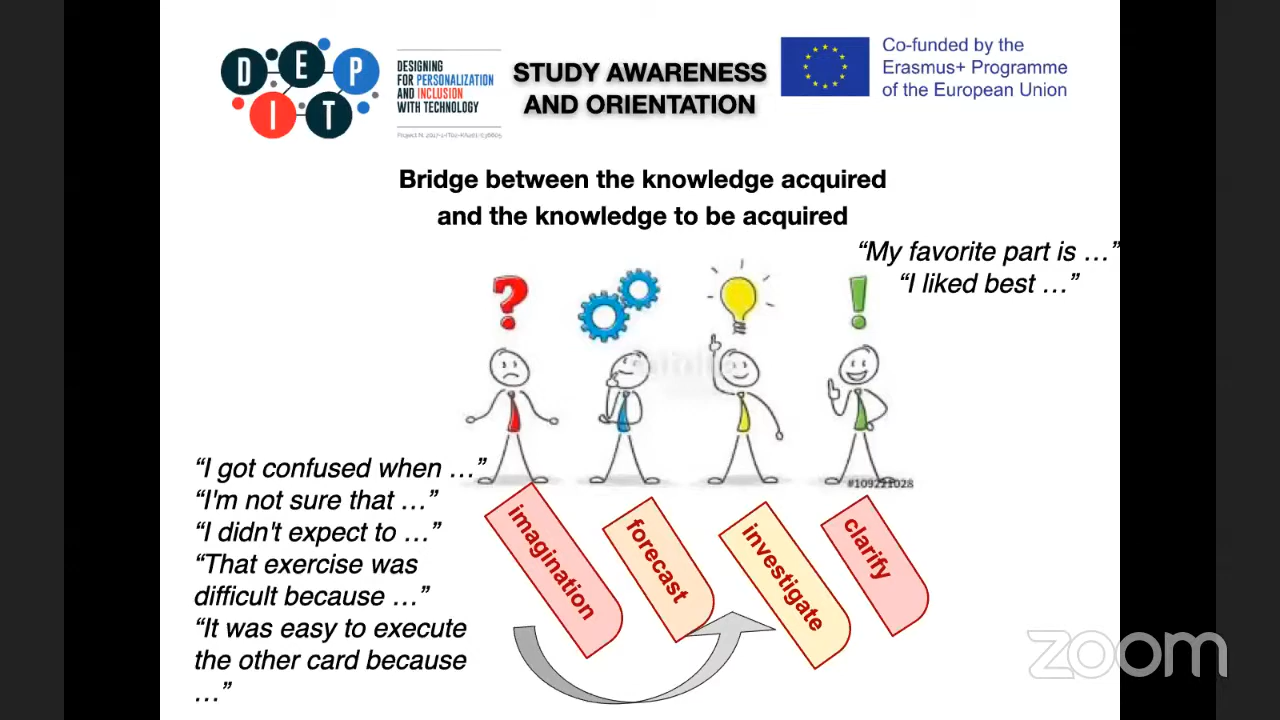 DEP
IT
DESIGNING
FOR PERSONALIZATION
AND INCLUSION
WITH TECHNOLOGY
STUDY AWARENESS
AND ORIENTATION
Co-funded by the
Erasmus+ Programme
of the European Union
Bridge between the knowledge acquired
and the knowledge to be acquired
“My favorite part is …”
“I liked best …”
?
!
“I got confused when …”
“I'm not sure that …”
“I didn't expect to …”
“That exercise was
difficult because …”
“It was easy to execute
the other card because
…”
#109221028
imagination
forecast
investigate
clarify
zoom